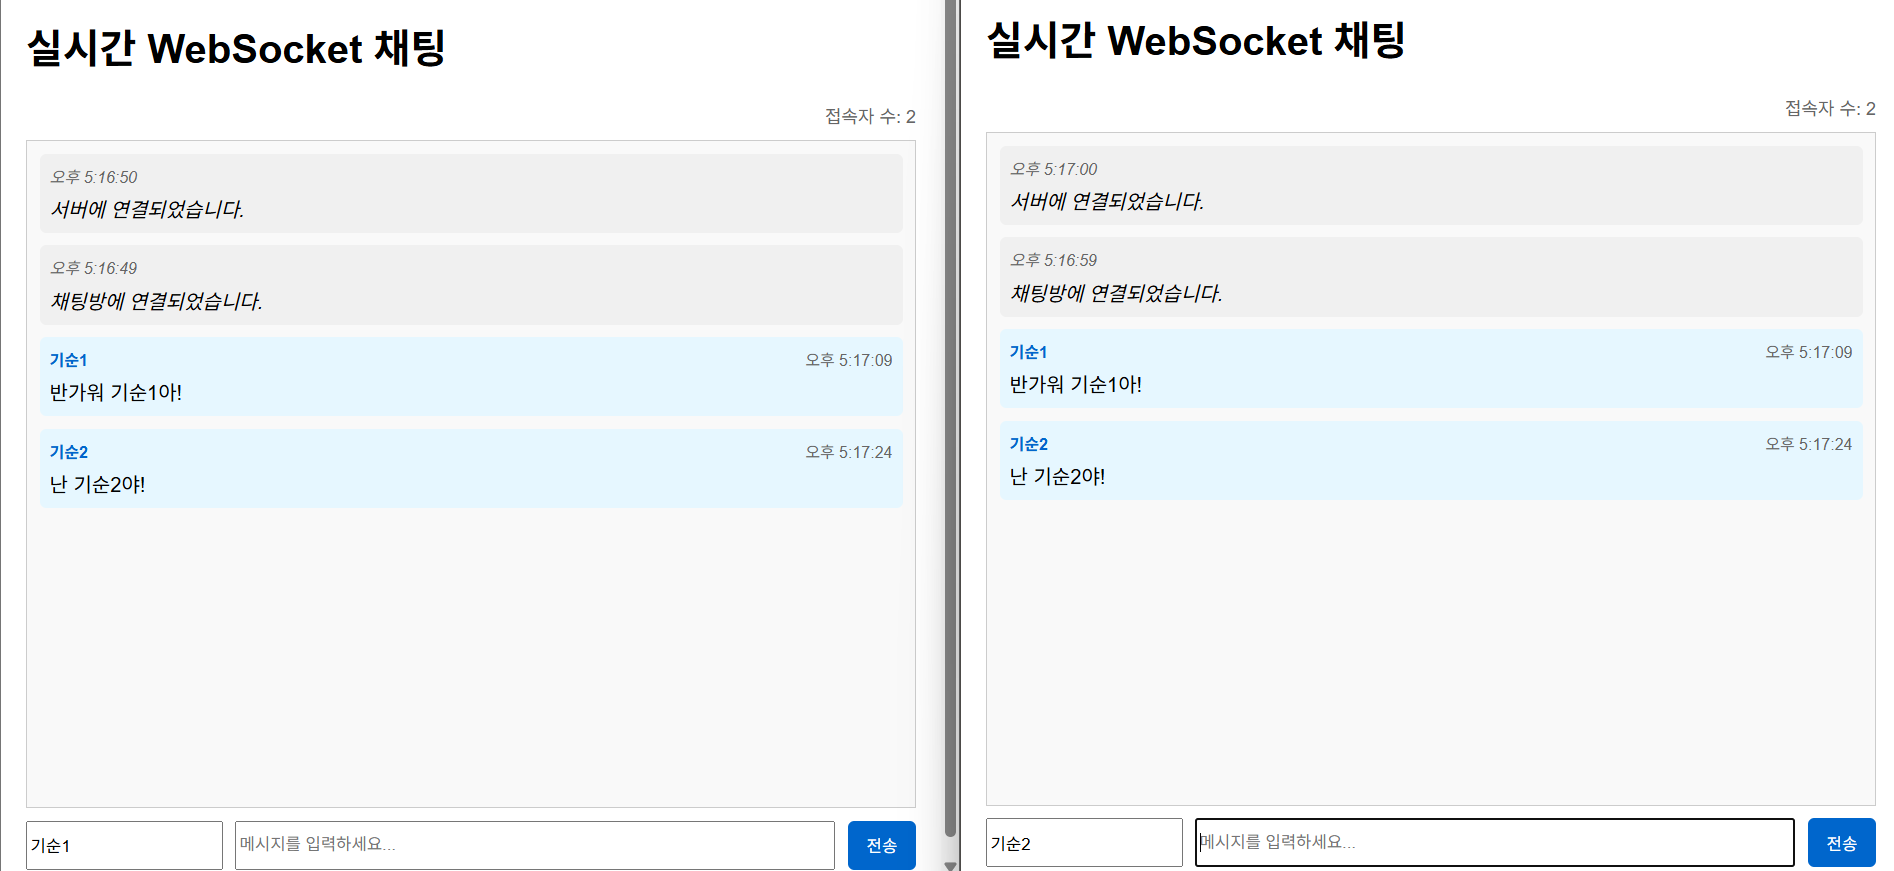 실시간 WebSocket 채팅
접속자 수: 2
오후 5:16:50
서버에 연결되었습니다.
오후 5:16:49
채팅방에 연결되었습니다.
기순1 오후 5:17:09
반가워 기순1아!
기순2 오후 5:17:24
난 기순2야!
기순1 메시지를 입력하세요... 전송
실시간 WebSocket 채팅
접속자 수: 2
오후 5:17:00
서버에 연결되었습니다.
오후 5:16:59
채팅방에 연결되었습니다.
기순1 오후 5:17:09
반가워 기순1아!
기순2 오후 5:17:24
난 기순2야!
기순2 메시지를 입력하세요... 전송